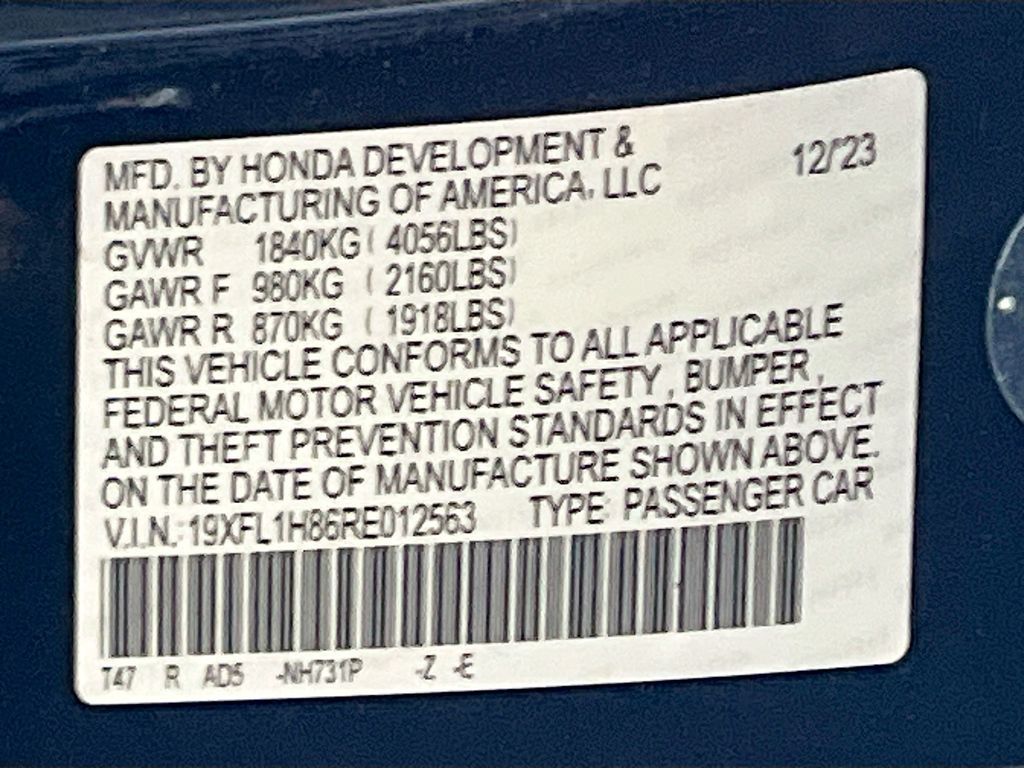 MFD. BY HONDA DEVELOPMENT & 12/23
MANUFACTURING OF AMERICA, LLC
GVWR 1840KG ( 4056LBS)
GAWR F 980KG ( 2160LBS)
GAWR R 870KG ( 1918LBS)
THIS VEHICLE CONFORMS TO ALL APPLICABLE
FEDERAL MOTOR VEHICLE SAFETY, BUMPER,
AND THEFT PREVENTION STANDARDS IN EFFECT
ON THE DATE OF MANUFACTURE SHOWN ABOVE.
V.I.N.: 19XFL1H86RE012563 TYPE: PASSENGER CAR
T47 R AD5 -NH731P -Z -E